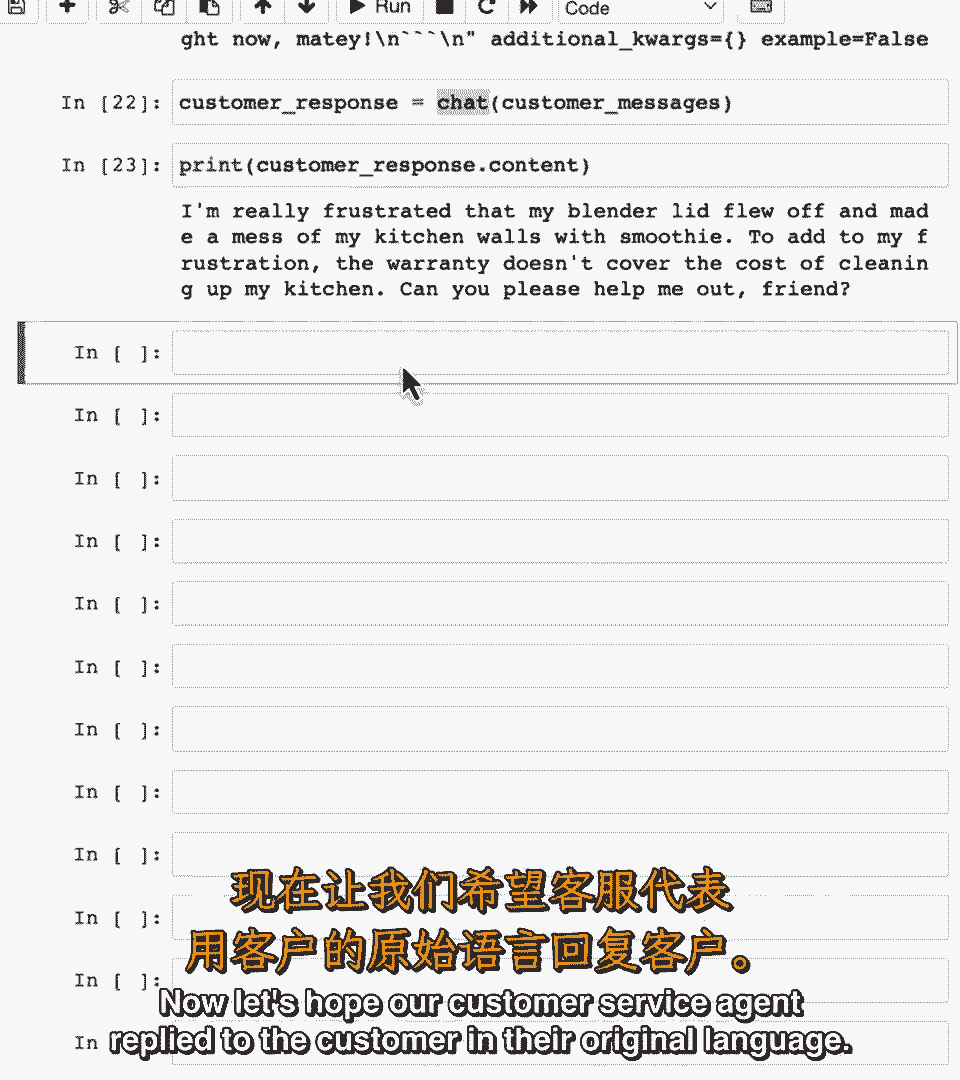 Run
Code
ght now, matey!\n```\n" additional_kwargs={} example=False
In [22]: customer_response = chat(customer_messages)
In [23]: print(customer_response.content)
I'm really frustrated that my blender lid flew off and mad
e a mess of my kitchen walls with smoothie. To add to my f
rustration, the warranty doesn't cover the cost of cleanin
g up my kitchen. Can you please help me out, friend?
In [ ]:
In [ ]:
In [ ]:
In [ ]:
In [ ]:
In [ ]:
In [ ]:
In [ ]:
In [ ]:
In [ ]:
In [ ]:
In
现在让我们希望客服代表
用客户的原始语言回复客户。
Now let's hope our customer service agent
replied to the customer in their original language.